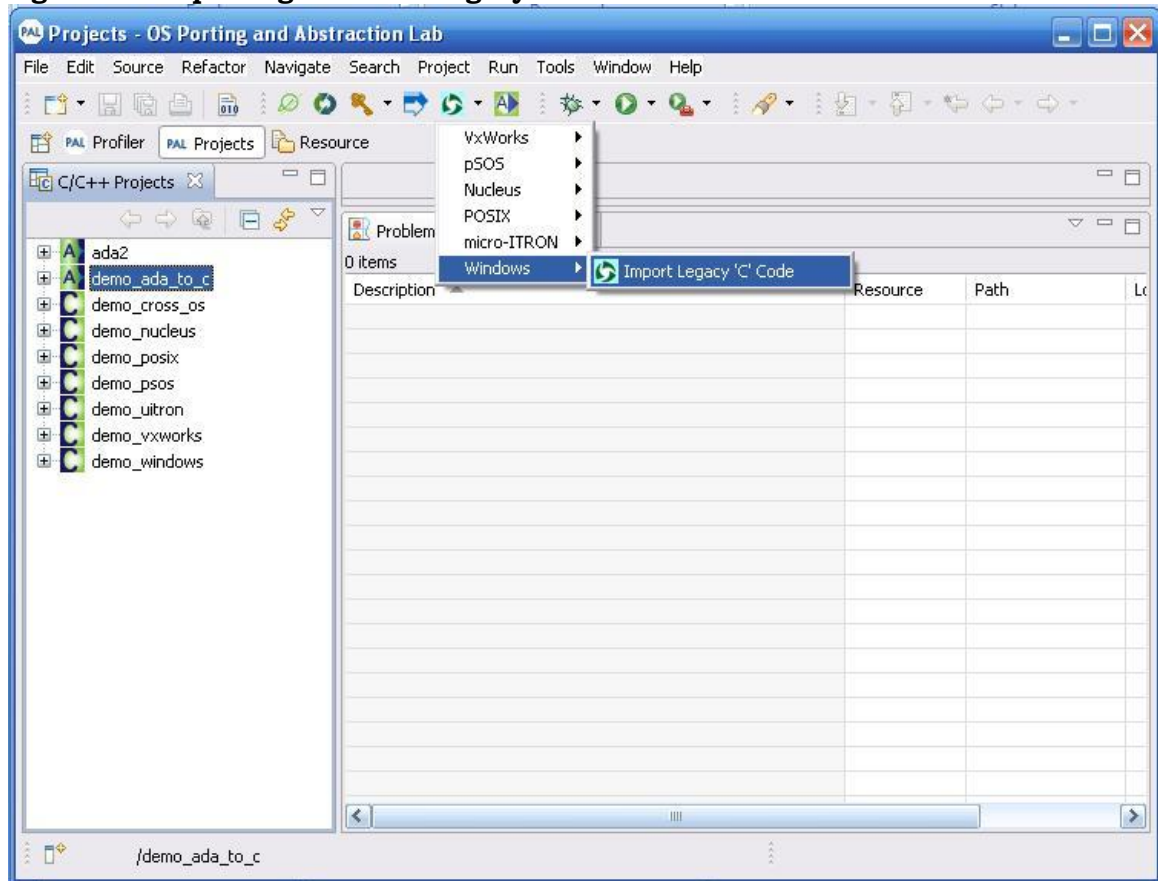 PAL Projects - OS Porting and Abstraction Lab
File Edit Source Refactor Navigate Search Project Run Tools Window Help
010 A
PAL Profiler PAL Projects Resource
VxWorks
pSOS
Nucleus
POSIX
micro-ITRON
Windows
Import Legacy 'C' Code
C/C++ Projects
Problem
0 items
Description Resource Path
A ada2
A demo_ada_to_c
C demo_cross_os
C demo_nucleus
C demo_posix
C demo_psos
C demo_uitron
C demo_vxworks
C demo_windows
/demo_ada_to_c